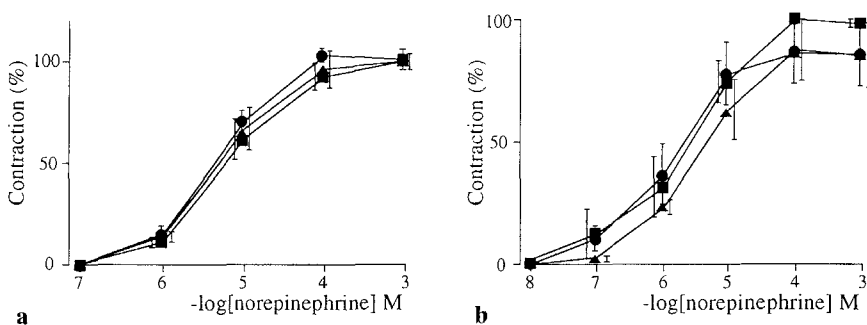 Contraction (%)
100
50
0
7 6 5 4 3
-log[norepinephrine] M
a
Contraction (%)
100
50
0
8 7 6 5 4 3
-log[norepinephrine] M
b